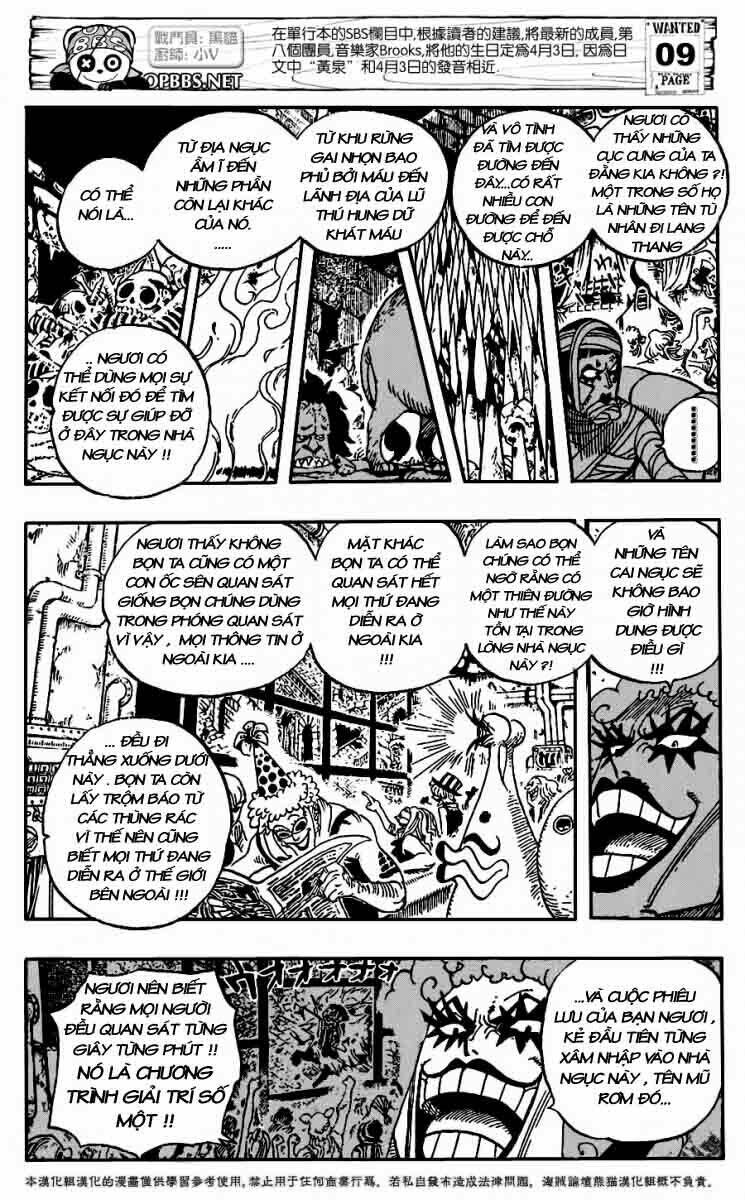 戰鬥員: 黑貓
廚師: 小V
OPBBS.NET
在單行本的SBS欄目中,根據讀者的建議,將最新的成員,第
八個團員,音樂家Brooks,將他的生日定為4月3日, 因為日
文中“黃泉”和4月3日的發音相近.
WANTED
09
PAGE
NGƯƠI CÓ
THẤY NHỮNG
CỤC CƯNG CỦA TA
ĐẰNG KIA KHÔNG ?!
MỘT TRONG SỐ HỌ
LÀ NHỮNG TÊN TÙ
NHÂN ĐI LANG
THANG
VÀ VÔ TÌNH
ĐÃ TÌM ĐƯỢC
ĐƯỜNG ĐẾN
ĐÂY...CÓ RẤT
NHIỀU CON
ĐƯỜNG ĐỂ ĐẾN
ĐƯỢC CHỖ
NÀY..
TỪ KHU RỪNG
GAI NHỌN BAO
PHỦ BỞI MÁU ĐẾN
LÃNH ĐỊA CỦA LŨ
THÚ HUNG DỮ
KHÁT MÁU
TỪ ĐỊA NGỤC
ẦM Ĩ ĐẾN
NHỮNG PHẦN
CÒN LẠI KHÁC
CỦA NÓ.
.....
CÓ THỂ
NÓI LÀ...
.. NGƯƠI CÓ
THỂ DÙNG MỌI SỰ
KẾT NỐI ĐÓ ĐỂ TÌM
ĐƯỢC SỰ GIÚP ĐỠ
Ở ĐÂY TRONG NHÀ
NGỤC NÀY !!
.........
VÀ
NHỮNG TÊN
CAI NGỤC SẼ
KHÔNG BAO
GIỜ HÌNH
DUNG ĐƯỢC
ĐIỀU GÌ
!!!
LÀM SAO BỌN
CHÚNG CÓ THỂ
NGỜ RẰNG CÓ
MỘT THIÊN ĐƯỜNG
NHƯ THẾ NÀY
TỒN TẠI TRONG
LÒNG NHÀ NGỤC
NÀY ?!
MẶT KHÁC
BỌN TA CÓ THỂ
QUAN SÁT HẾT
MỌI THỨ ĐANG
DIỄN RA Ở
NGOÀI KIA
!!!
NGƯƠI THẤY KHÔNG
BỌN TA CŨNG CÓ MỘT
CON ỐC SÊN QUAN SÁT
GIỐNG BỌN CHÚNG DÙNG
TRONG PHÓNG QUAN SÁT
VÌ VẬY , MỌI THÔNG TIN Ở
NGOÀI KIA ....
... ĐỀU ĐI
THẲNG XUỐNG DƯỚI
NÀY . BỌN TA CÒN
LẤY TRỘM BÁO TỪ
CÁC THÙNG RÁC
VÌ THẾ NÊN CŨNG
BIẾT MỌI THỨ ĐANG
DIỄN RA Ở THẾ GIỚI
BÊN NGOÀI !!
...VÀ CUỘC PHIÊU
LƯU CỦA BẠN NGƯƠI ,
KẺ ĐẦU TIÊN TỪNG
XÂM NHẬP VÀO NHÀ
NGỤC NÀY , TÊN MŨ
RƠM ĐÓ...
ウオオオオオオ
NGƯƠI NÊN BIẾT
RẰNG MỌI NGƯỜI
ĐỀU QUAN SÁT TỪNG
GIÂY TỪNG PHÚT !!
NÓ LÀ CHƯƠNG
TRÌNH GIẢI TRÍ SỐ
MỘT !!
本漢化組漢化的漫畫僅供學習參考使用,禁止用于任何商業行為, 若私自發布造成法律問題, 海賊論壇熊貓漢化組概不負責.